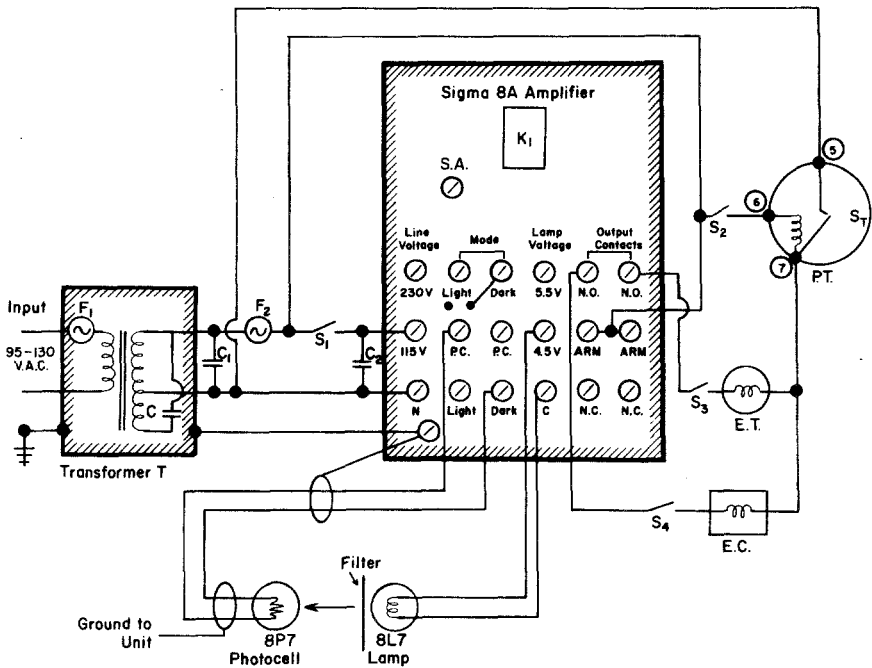 Sigma 8A Amplifier
K1
S.A.
5
6
S2
ST
7
P.T.
Line Voltage
Mode
Lamp Voltage
Output Contacts
230V
Light
Dark
5.5V
N.O.
N.O.
Input
F1
F2
95-130 V.A.C.
S1
C1
C2
115V
P.C.
P.C.
4.5V
ARM
ARM
C
N
Light
Dark
C
N.C.
N.C.
S3
E.T.
Transformer T
S4
E.C.
Filter
Ground to Unit
8P7 Photocell
8L7 Lamp